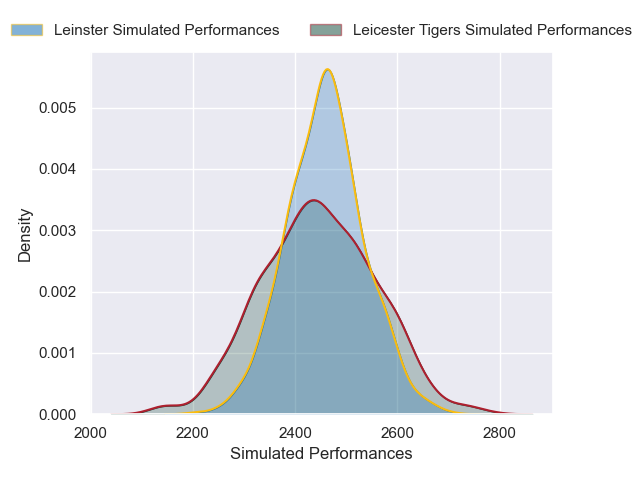 Leinster Simulated Performances
Leicester Tigers Simulated Performances
0.005
0.004
0.003
0.002
0.001
0.000
Density
2000
2200
2400
2600
2800
Simulated Performances